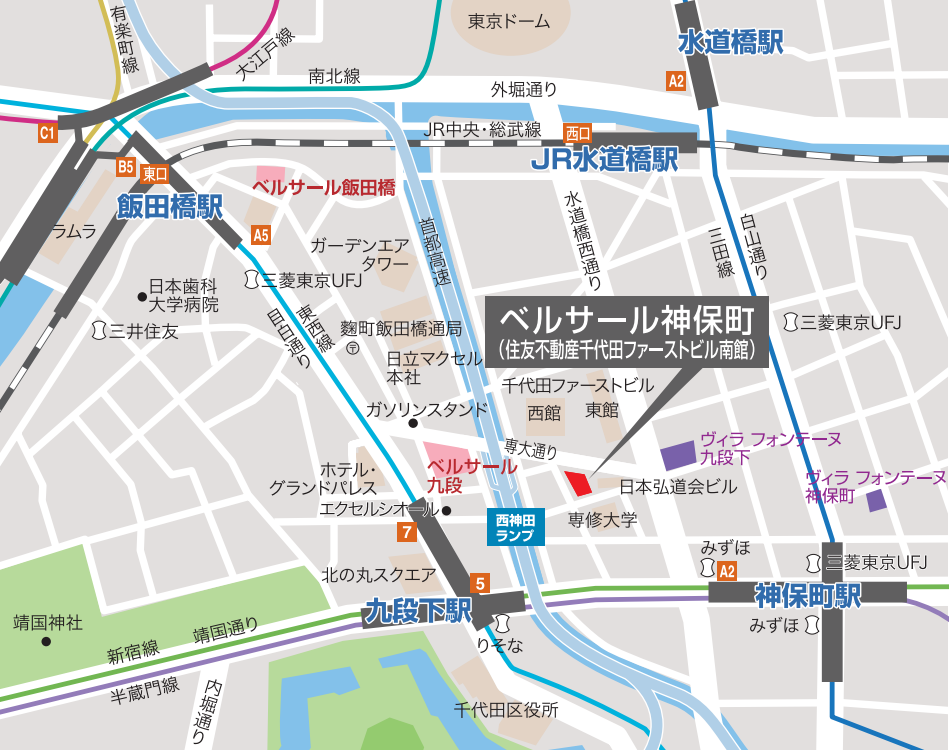 有楽町線
大江戸線
東京ドーム
水道橋駅
A2
南北線
外堀通り
C1
JR中央・総武線
西口
JR水道橋駅
B5
東口
飯田橋駅
ベルサール飯田橋
A5
ラムラ
ガーデンエア
タワー
首都高速
水道橋西通り
三田線
白山通り
日本歯科
大学病院
三菱東京UFJ
三井住友
目白通り
東西線
麴町飯田橋通局
〒
日立マクセル
本社
ベルサール神保町
(住友不動産千代田ファーストビル南館)
三菱東京UFJ
千代田ファーストビル
西館
東館
ガソリンスタンド
専大通り
ヴィラ フォンテーヌ
九段下
ヴィラ フォンテーヌ
神保町
ベルサール
九段
ホテル・
グランドパレス
エクセルシオール
日本弘道会ビル
専修大学
西神田
ランプ
7
みずほ
A2
三菱東京UFJ
北の丸スクエア
5
九段下駅
神保町駅
みずほ
りそな
靖国神社
新宿線
靖国通り
半蔵門線
内堀通り
千代田区役所